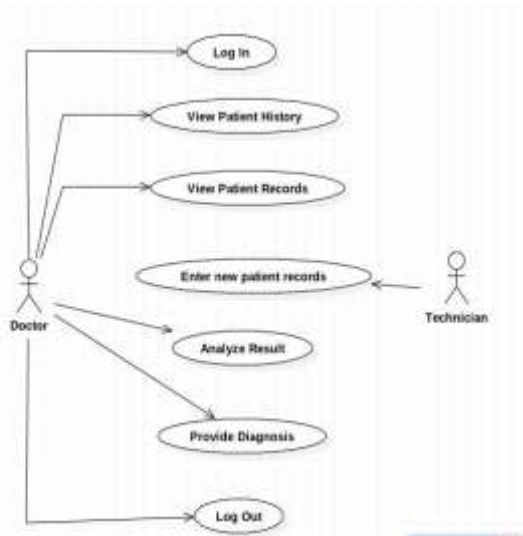 Log In
View Patient History
View Patient Records
Enter new patient records
Doctor
Technician
Analyze Result
Provide Diagnosis
Log Out